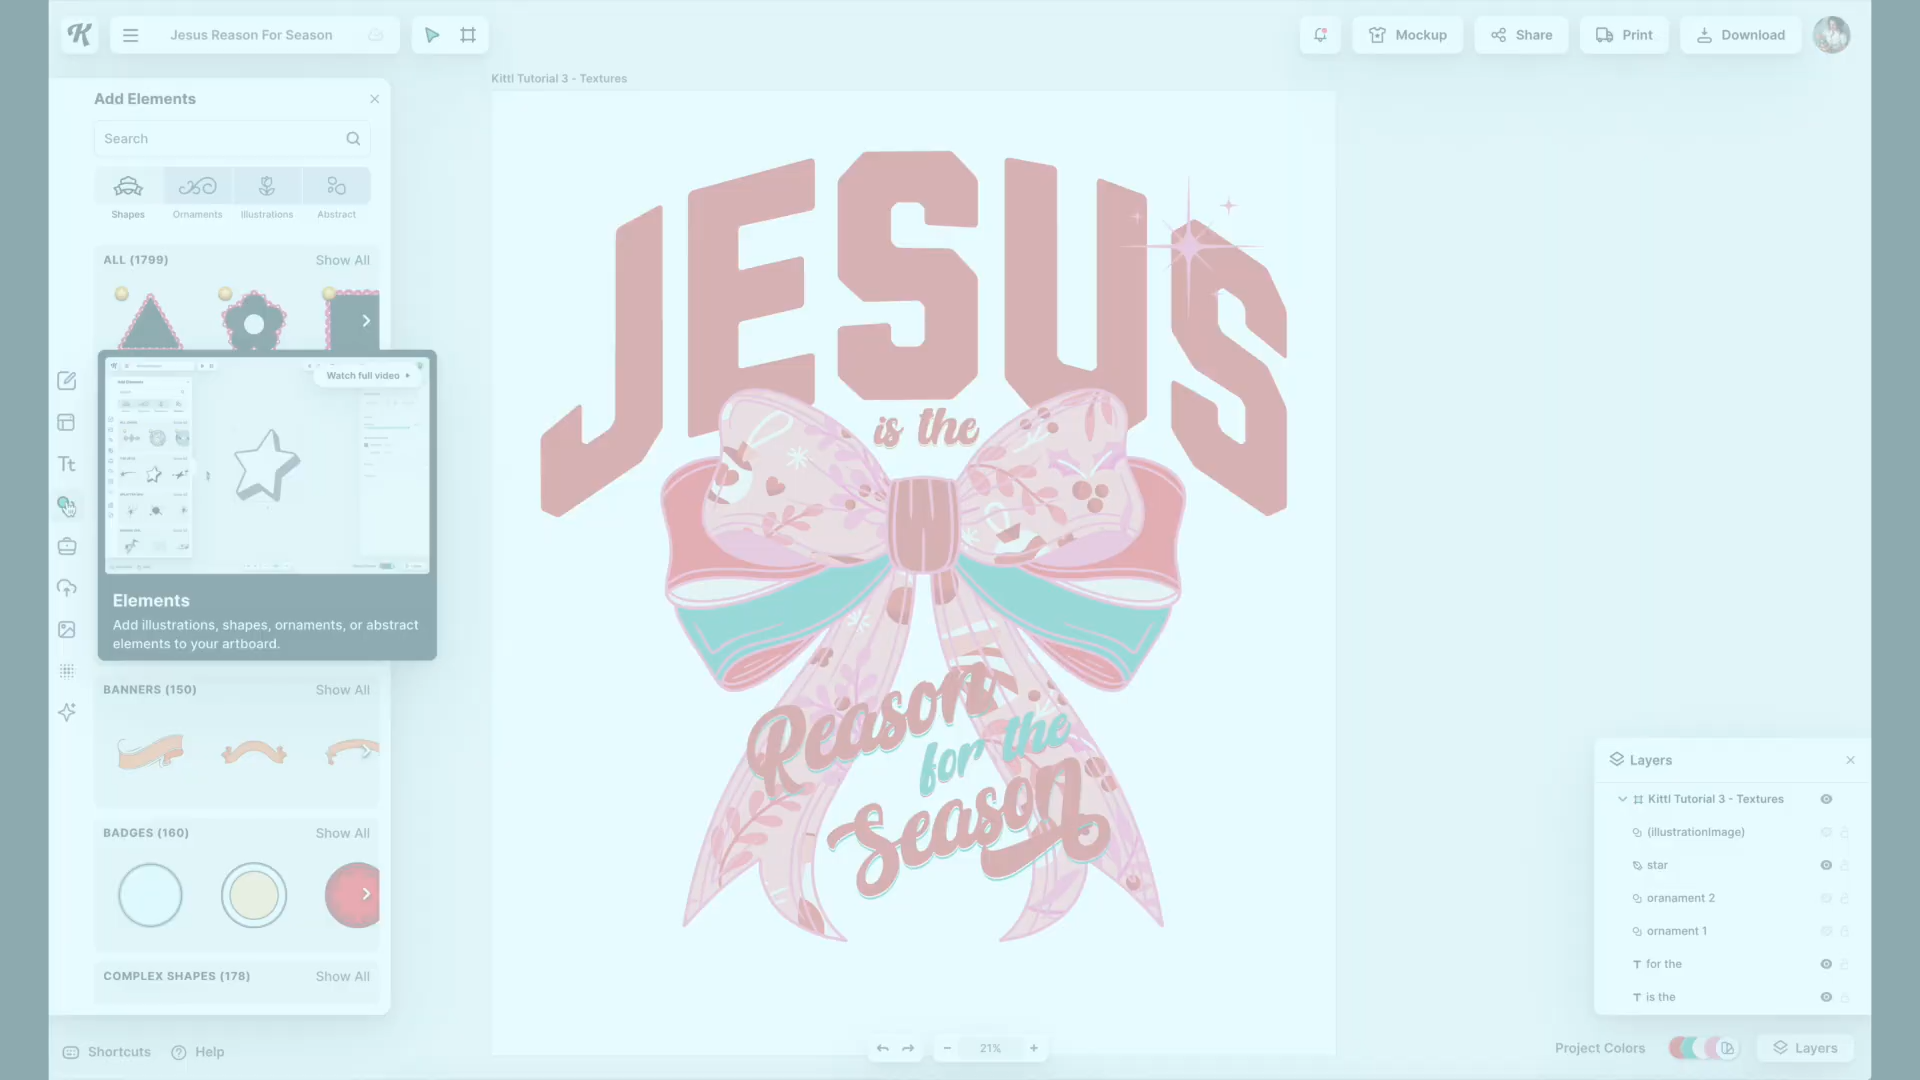 Jesus Reason For Season
Mockup
Share
Print
Download
Kittl Tutorial 3 - Textures
Add Elements
Search
Shapes
Ornaments
Illustrations
Abstract
ALL (1799)
Show All
Watch full video
Elements
Add illustrations, shapes, ornaments, or abstract
elements to your artboard.
BANNERS (150)
Show All
BADGES (160)
Show All
COMPLEX SHAPES (178)
Show All
Tt
JESUS
is the
Reason
for the
Season
Layers
Kittl Tutorial 3 - Textures
(illustrationImage)
star
oranament 2
ornament 1
for the
is the
Shortcuts
Help
21%
Project Colors
Layers